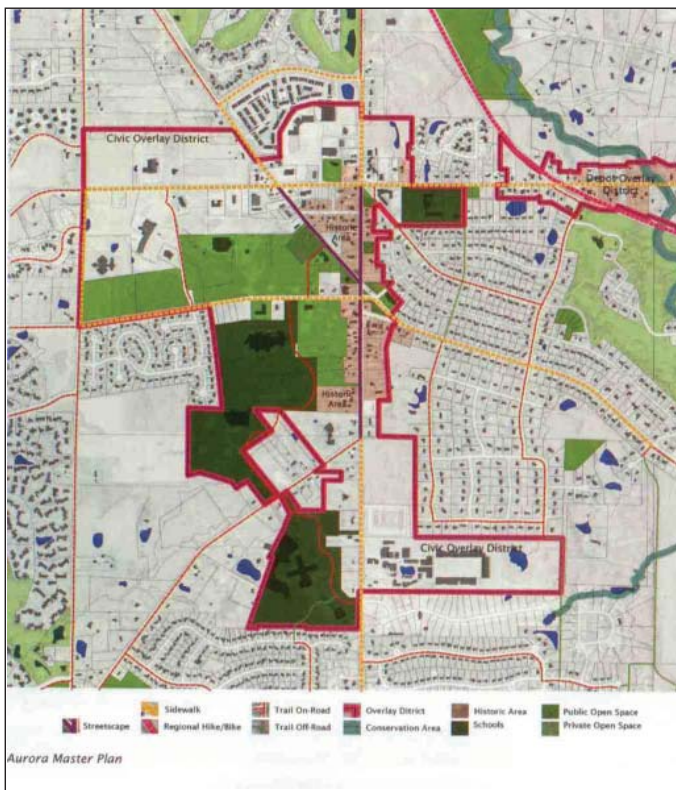 Civic Overlay District
Depot Overlay
District
Historic
Area
Historic
Area
Civic Overlay District
Sidewalk
Trail On-Road
Overlay Ditrict
Historic Area
Public Open Space
Streetscape
Regional Hike/Bike
Trail Off-Road
Conservation Area
Schools
Private Open Space
Aurora Master Plan